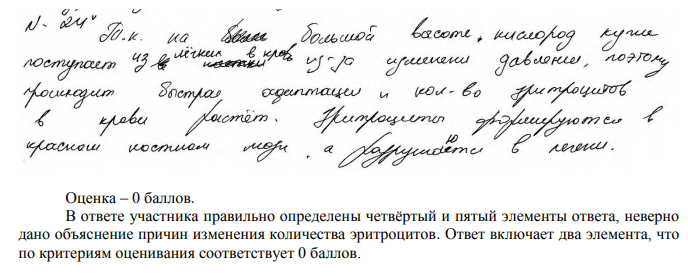 N- 24
Т.к. на большой высоте, кислород хуже
поступает из лёгких в кровь из-за изменени давление, поэтому
происходит быстрая адаптация и кол-во эритроцитов
в крови растёт. Эритроциты формируются в
красном костном мозге, а разрушаются в печени.
Оценка – 0 баллов.
В ответе участника правильно определены четвёртый и пятый элементы ответа, неверно
дано объяснение причин изменения количества эритроцитов. Ответ включает два элемента, что
по критериям оценивания соответствует 0 баллов.